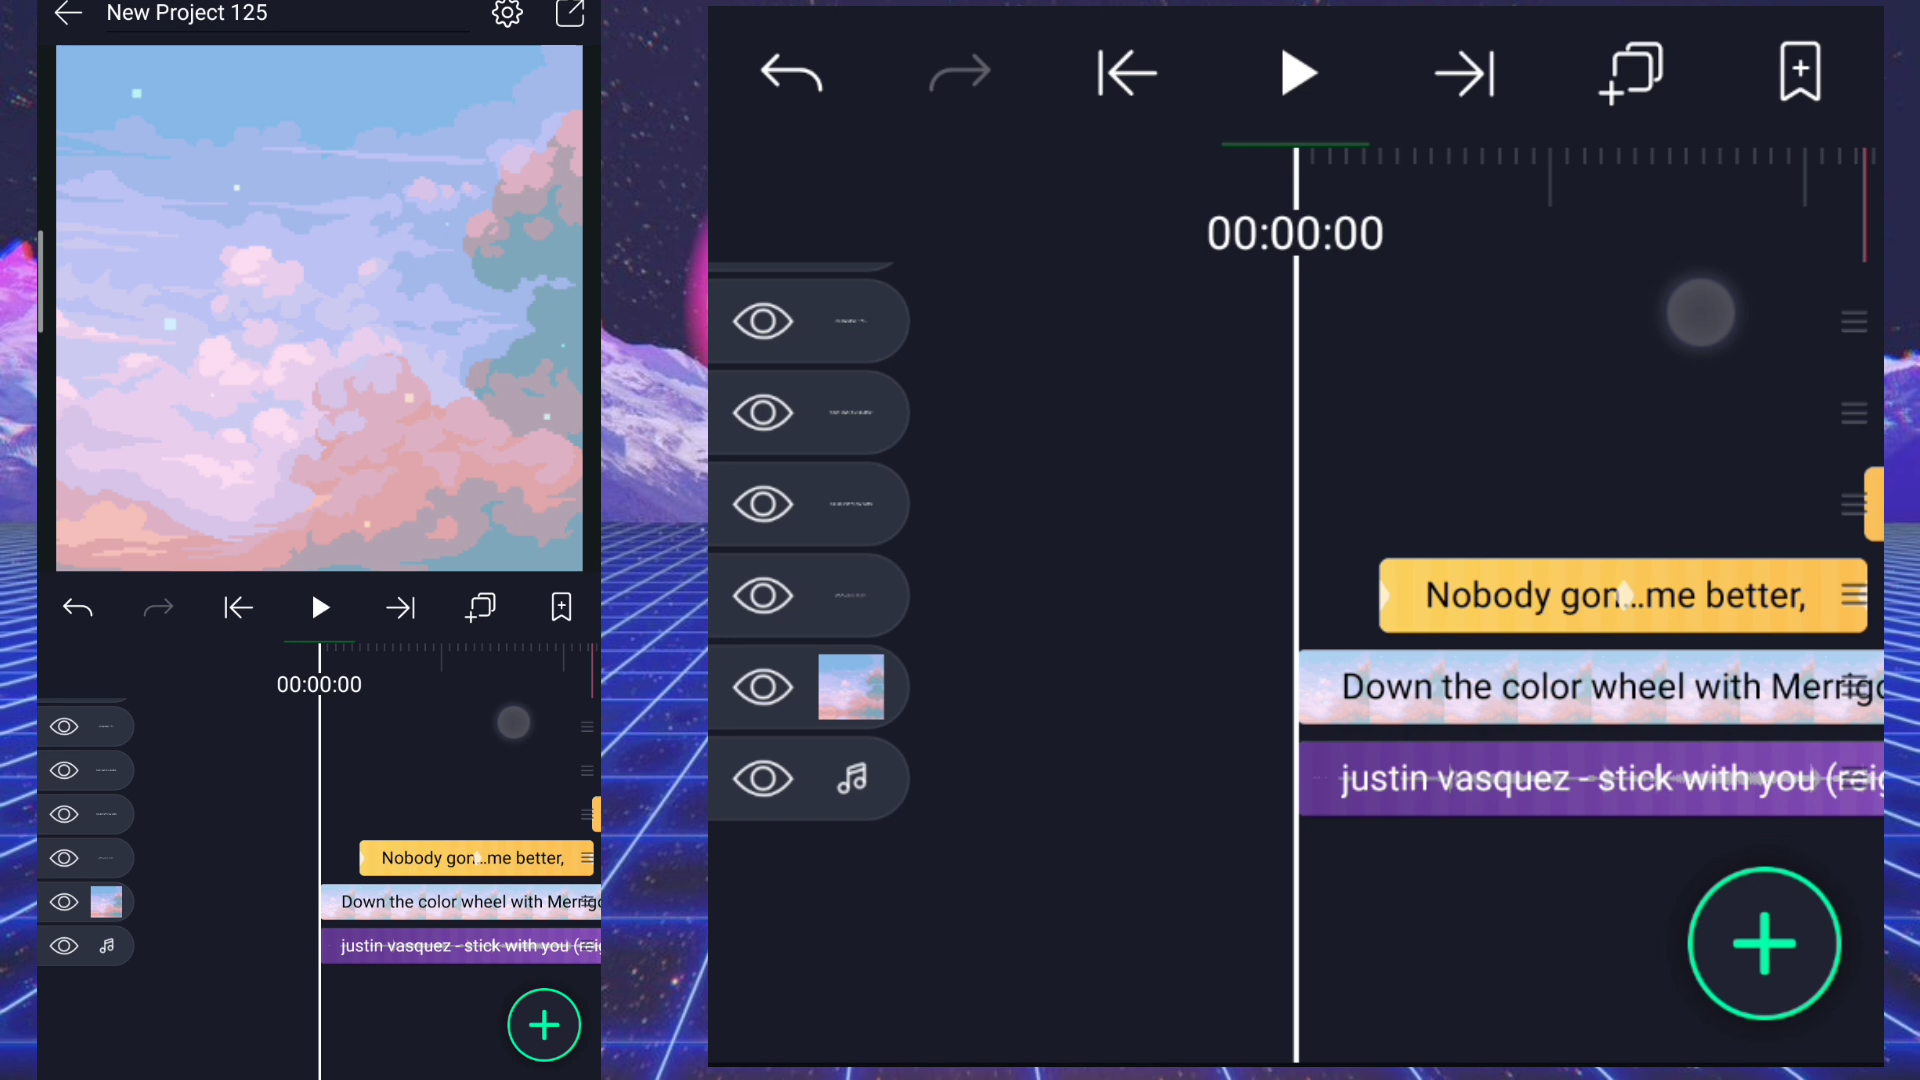 New Project 125
00:00:00
Nobody gon...me better,
Down the color wheel with Merrigo
justin vasquez - stick with you (reig
00:00:00
Nobody gon...me better,
Down the color wheel with Merrigo
justin vasquez - stick with you (reig